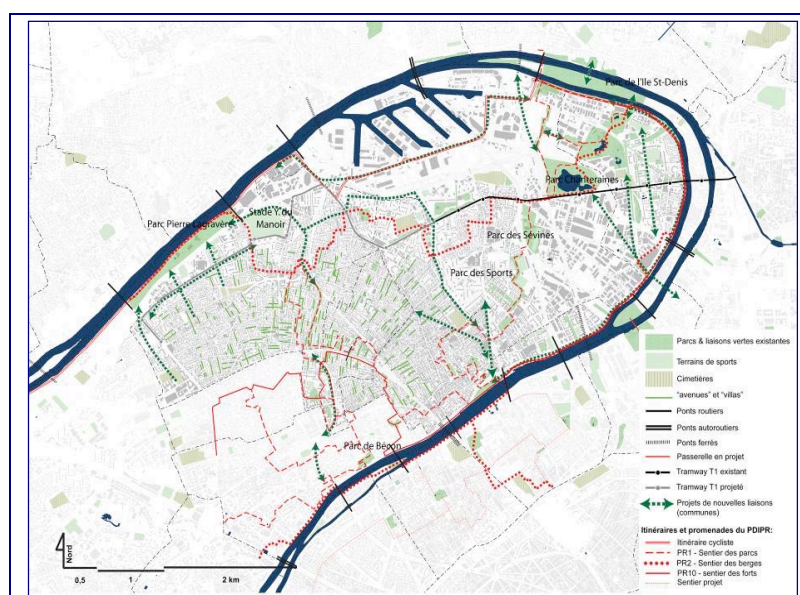 Parc de l'Ile St-Denis
Parc Chanteraines
Parc Pierre Lagravère
Stade Y. du
Manoir
Parc des Sévines
Parc des Sports
Parc de Bécon
Parcs & liaisons vertes existantes
Terrains de sports
Cimetières
"avenues" et "villas"
Ponts routiers
Ponts autoroutiers
Ponts ferrés
Passerelle en projet
Tramway T1 existant
Tramway T1 projeté
Projets de nouvelles liaisons
(communes)
Itinéraires et promenades du PDIPR:
Itinéraire cycliste
PR1 - Sentier des parcs
PR2 - Sentier des berges
PR10 - sentier des forts
Sentier projet
Nord
0,5 1 2 km